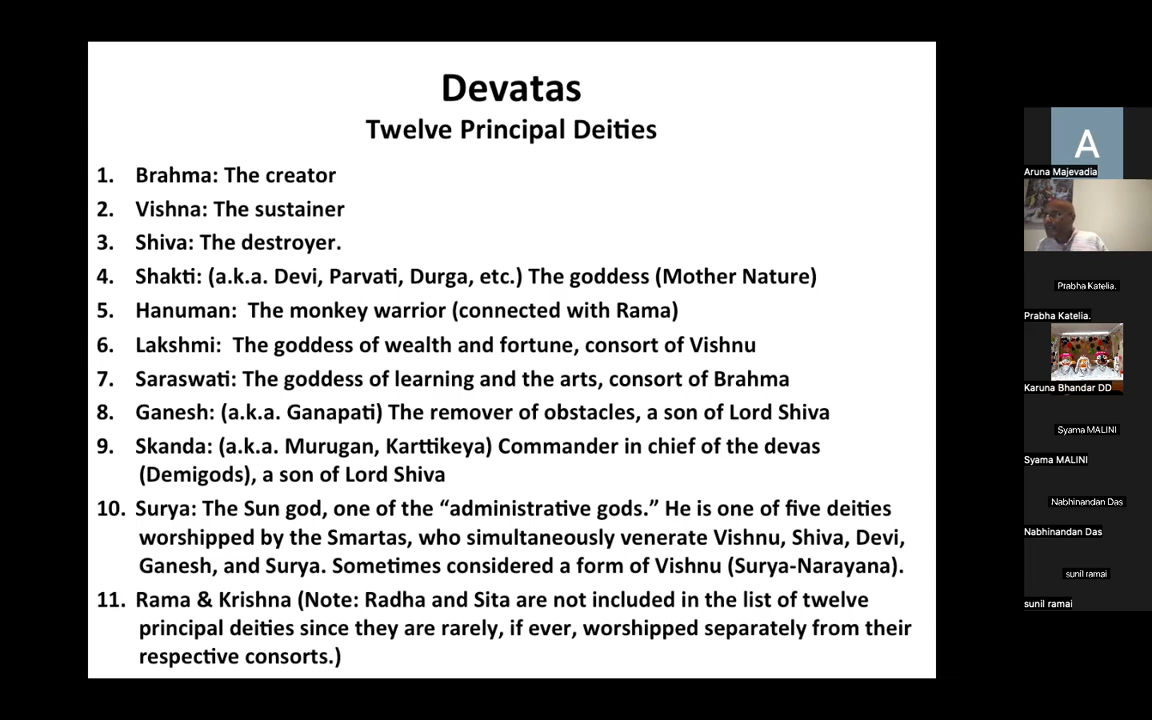 Devatas
Twelve Principal Deities
1. Brahma: The creator
2. Vishna: The sustainer
3. Shiva: The destroyer.
4. Shakti: (a.k.a. Devi, Parvati, Durga, etc.) The goddess (Mother Nature)
5. Hanuman: The monkey warrior (connected with Rama)
6. Lakshmi: The goddess of wealth and fortune, consort of Vishnu
7. Saraswati: The goddess of learning and the arts, consort of Brahma
8. Ganesh: (a.k.a. Ganapati) The remover of obstacles, a son of Lord Shiva
9. Skanda: (a.k.a. Murugan, Karttikeya) Commander in chief of the devas
(Demigods), a son of Lord Shiva
10. Surya: The Sun god, one of the “administrative gods.” He is one of five deities
worshipped by the Smartas, who simultaneously venerate Vishnu, Shiva, Devi,
Ganesh, and Surya. Sometimes considered a form of Vishnu (Surya-Narayana).
11. Rama & Krishna (Note: Radha and Sita are not included in the list of twelve
principal deities since they are rarely, if ever, worshipped separately from their
respective consorts.)
A
Aruna Majevadia
Prabha Katelia.
Prabha Katelia.
Karuna Bhandar DD
Syama MALINI
Syama MALINI
Nabhinandan Das
Nabhinandan Das
sunil ramai
sunil ramai